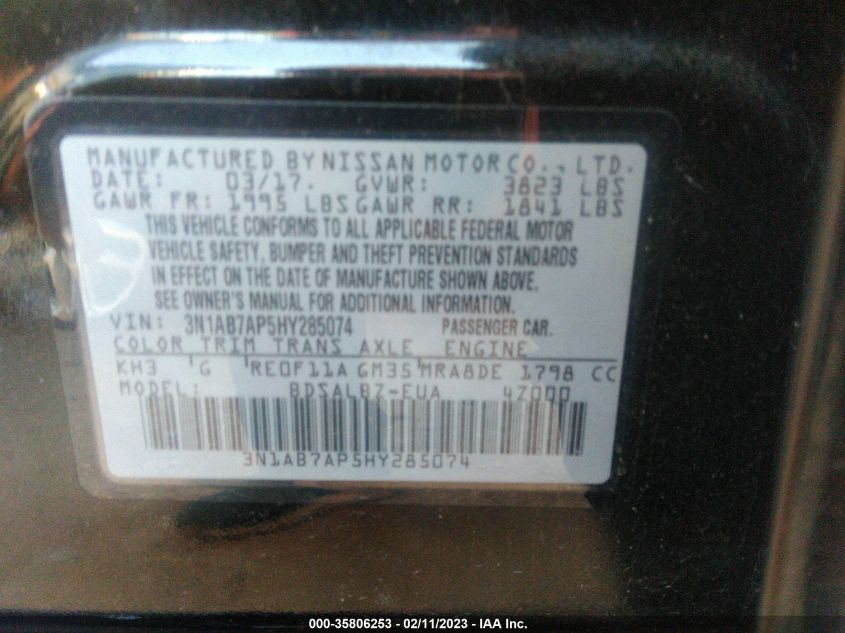 MANUFACTURED BY NISSAN MOTOR CO., LTD.
DATE: 03/17. GVWR: 3823 LBS
GAWR FR: 1995 LBS GAWR RR: 1841 LBS
THIS VEHICLE CONFORMS TO ALL APPLICABLE FEDERAL MOTOR
VEHICLE SAFETY, BUMPER AND THEFT PREVENTION STANDARDS
IN EFFECT ON THE DATE OF MANUFACTURE SHOWN ABOVE.
SEE OWNER'S MANUAL FOR ADDITIONAL INFORMATION.
VIN: 3N1AB7AP5HY285074 PASSENGER CAR.
COLOR TRIM TRANS AXLE ENGINE
KH3 G RE0F11A GM35 MRA8DE 1798 CC
MODEL: BDSALBZ-EUA 4Z000
3N1AB7AP5HY285074
000-35806253 - 02/11/2023 - IAA Inc.